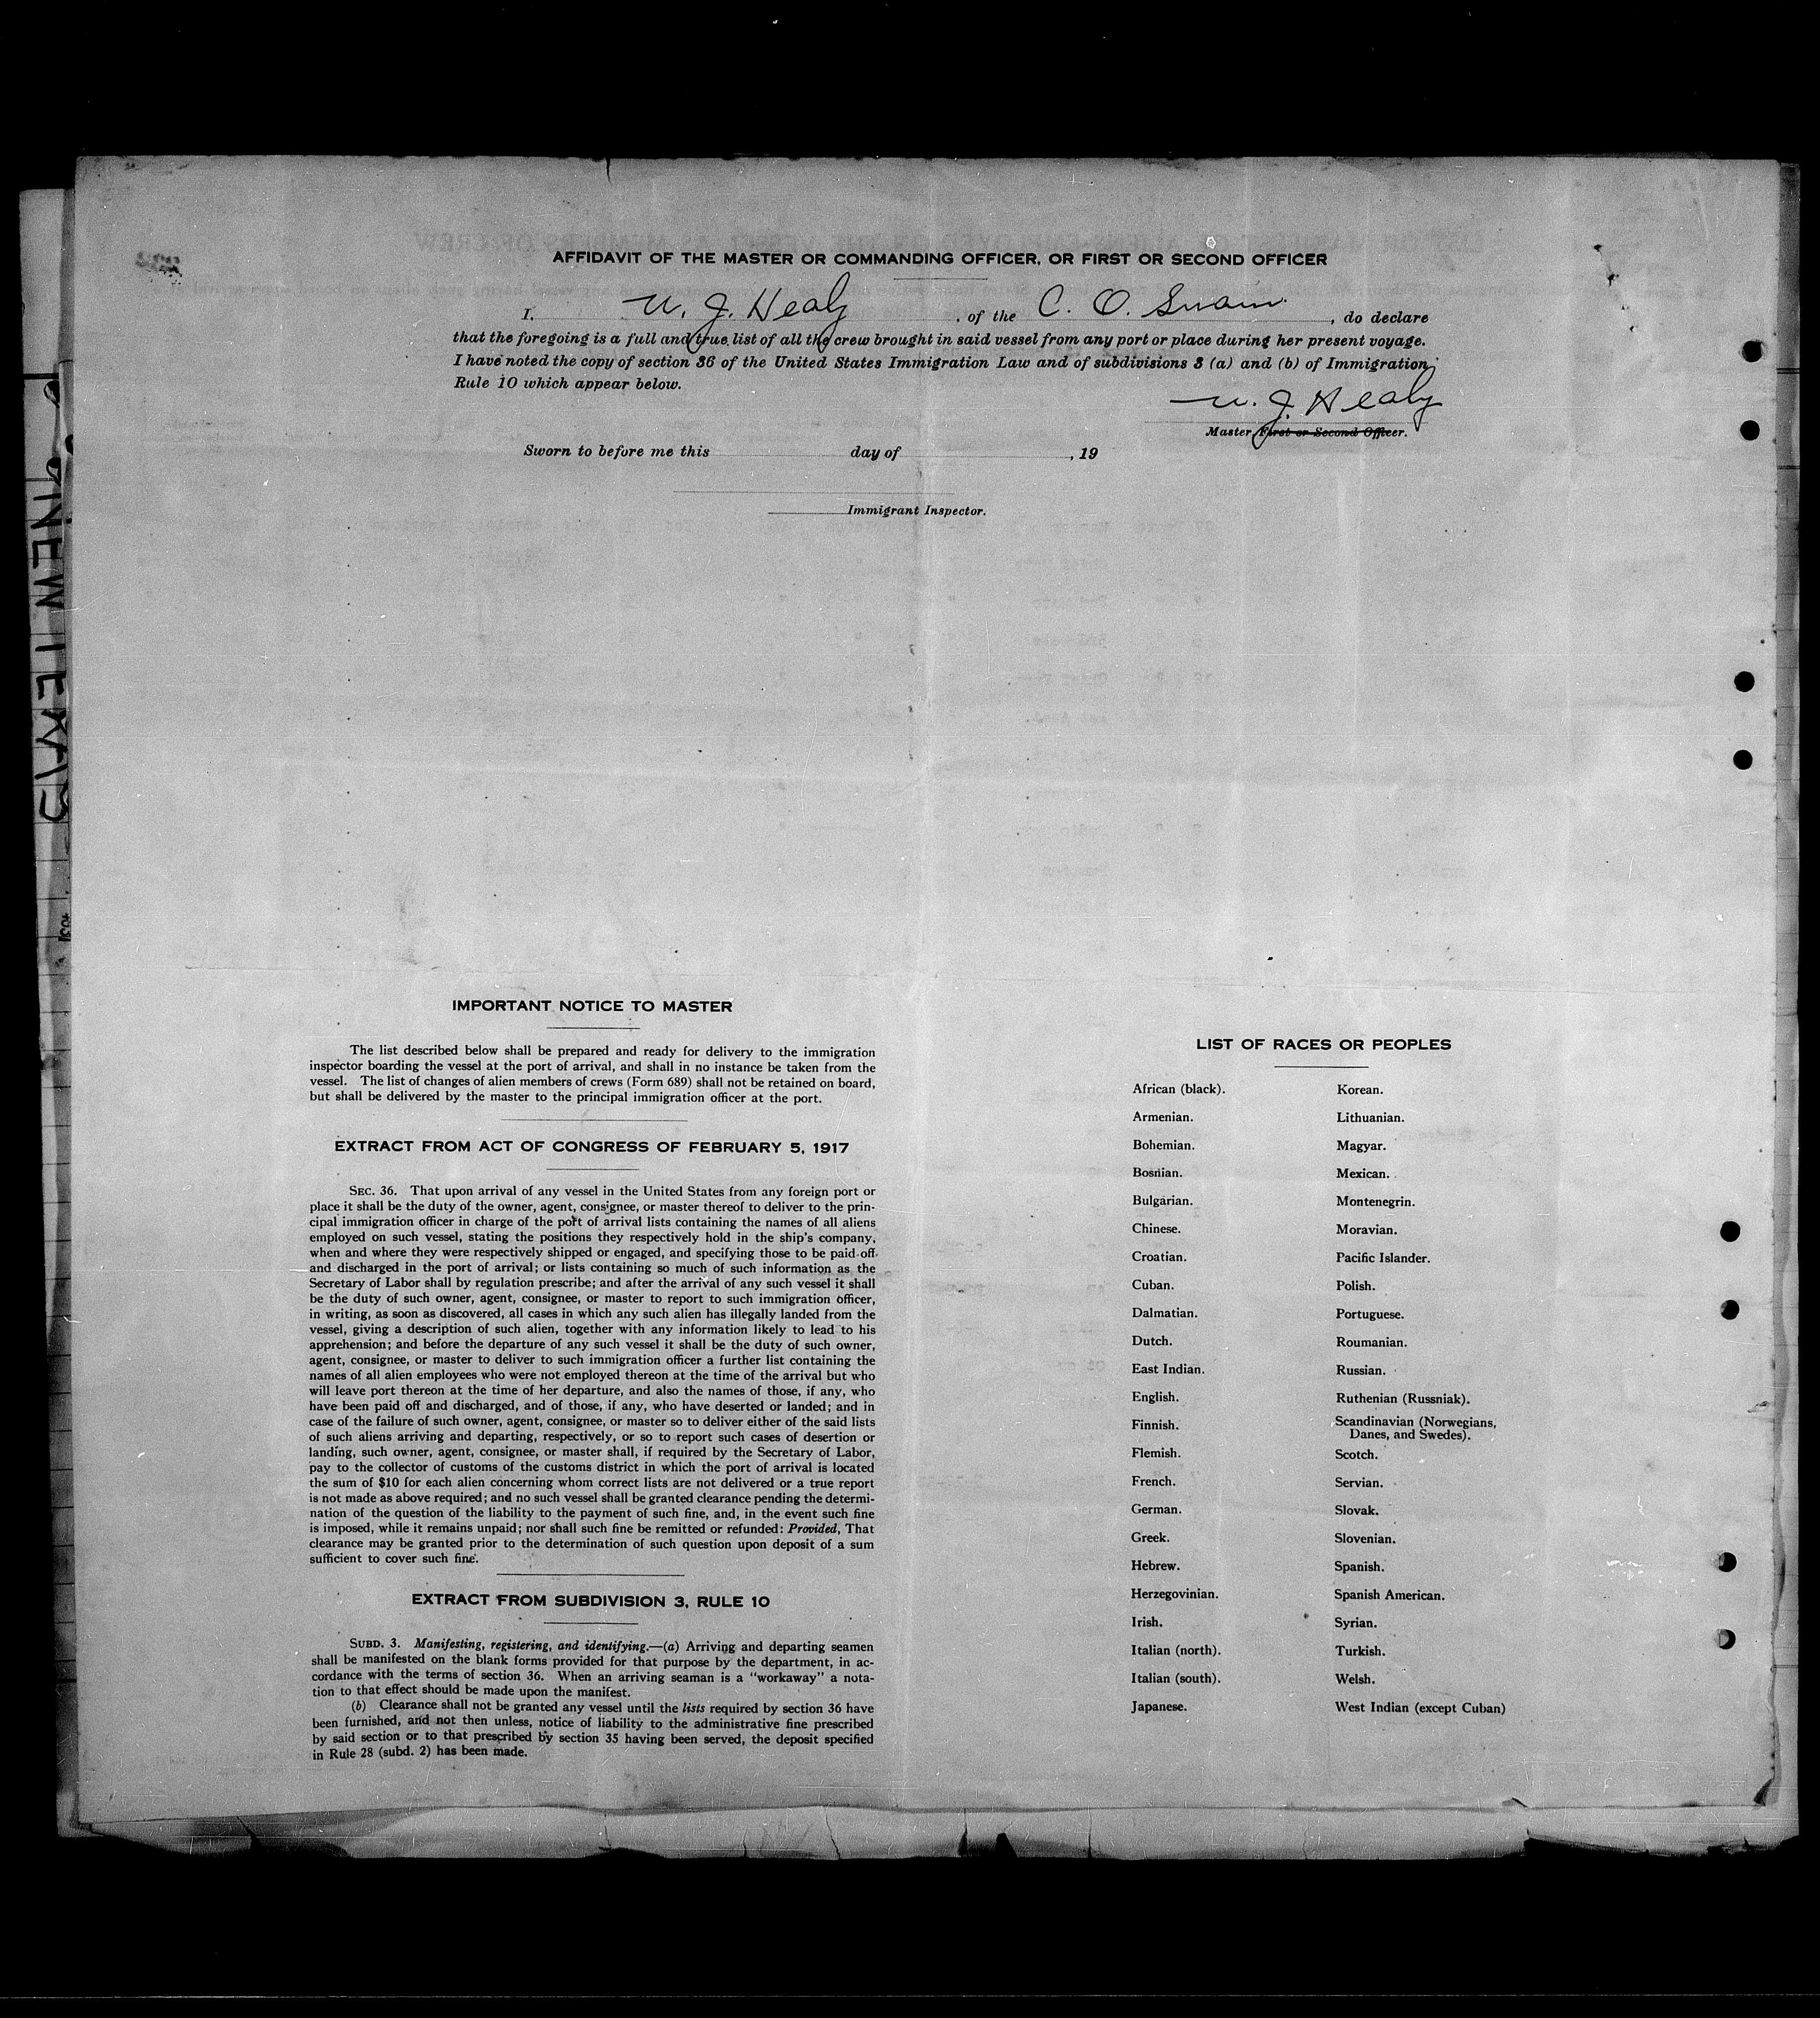 AFFIDAVIT OF THE MASTER OR COMMANDING OFFICER, OR FIRST OR SECOND OFFICER
I, W. J. Healy, of the C. O. , do declare
that the foregoing is a full and true list of all the crew brought in said vessel from any port or place during her present voyage.
I have noted the copy of section 36 of the United States Immigration Law and of subdivisions 3 (a) and (b) of Immigration
Rule 10 which appear below.
W. J. Healy
Master, First or Second Officer.
Sworn to before me this day of , 19
Immigrant Inspector.
IMPORTANT NOTICE TO MASTER
The list described below shall be prepared and ready for delivery to the immigration
inspector boarding the vessel at the port of arrival, and shall in no instance be taken from the
vessel. The list of changes of alien members of crews (Form 689) shall not be retained on board,
but shall be delivered by the master to the principal immigration officer at the port.
EXTRACT FROM ACT OF CONGRESS OF FEBRUARY 5, 1917
SEC. 36. That upon arrival of any vessel in the United States from any foreign port or
place it shall be the duty of the owner, agent, consignee, or master thereof to deliver to the prin-
cipal immigration officer in charge of the port of arrival lists containing the names of all aliens
employed on such vessel, stating the positions they respectively hold in the ship's company,
when and where they were respectively shipped or engaged, and specifying those to be paid off
and discharged in the port of arrival; or lists containing so much of such information as the
Secretary of Labor shall by regulation prescribe; and after the arrival of any such vessel it shall
be the duty of such owner, agent, consignee, or master to report to such immigration officer,
in writing, as soon as discovered, all cases in which any such alien has illegally landed from the
vessel, giving a description of such alien, together with any information likely to lead to his
apprehension; and before the departure of any such vessel it shall be the duty of such owner,
agent, consignee, or master to deliver to such immigration officer a further list containing the
names of all alien employees who were not employed thereon at the time of the arrival but who
will leave port thereon at the time of her departure, and also the names of those, if any, who
have been paid off and discharged, and of those, if any, who have deserted or landed; and in
case of the failure of such owner, agent, consignee, or master so to deliver either of the said lists
of such aliens arriving and departing, respectively, or so to report such cases of desertion or
landing, such owner, agent, consignee, or master shall, if required by the Secretary of Labor,
pay to the collector of customs of the customs district in which the port of arrival is located
the sum of $10 for each alien concerning whom correct lists are not delivered or a true report
is not made as above required; and no such vessel shall be granted clearance pending the determi-
nation of the question of the liability to the payment of such fine, and, in the event such fine
is imposed, while it remains unpaid; nor shall such fine be remitted or refunded: Provided, That
clearance may be granted prior to the determination of such question upon deposit of a sum
sufficient to cover such fine.
EXTRACT FROM SUBDIVISION 3, RULE 10
SUBD. 3. Manifesting, registering, and identifying.—(a) Arriving and departing seamen
shall be manifested on the blank forms provided for that purpose by the department, in ac-
cordance with the terms of section 36. When an arriving seaman is a "workaway" a nota-
tion to that effect should be made upon the manifest.
(b) Clearance shall not be granted any vessel until the lists required by section 36 have
been furnished, and not then unless, notice of liability to the administrative fine prescribed
by said section or to that prescribed by section 35 having been served, the deposit specified
in Rule 28 (subd. 2) has been made.
LIST OF RACES OR PEOPLES
African (black).
Armenian.
Bohemian.
Bosnian.
Bulgarian.
Chinese.
Croatian.
Cuban.
Dalmatian.
Dutch.
East Indian.
English.
Finnish.
Flemish.
French.
German.
Greek.
Hebrew.
Herzegovinian.
Irish.
Italian (north).
Italian (south).
Japanese.
Korean.
Lithuanian.
Magyar.
Mexican.
Montenegrin.
Moravian.
Pacific Islander.
Polish.
Portuguese.
Roumanian.
Russian.
Ruthenian (Russniak).
Scandinavian (Norwegians,
Danes, and Swedes).
Scotch.
Servian.
Slovak.
Slovenian.
Spanish.
Spanish American.
Syrian.
Turkish.
Welsh.
West Indian (except Cuban)